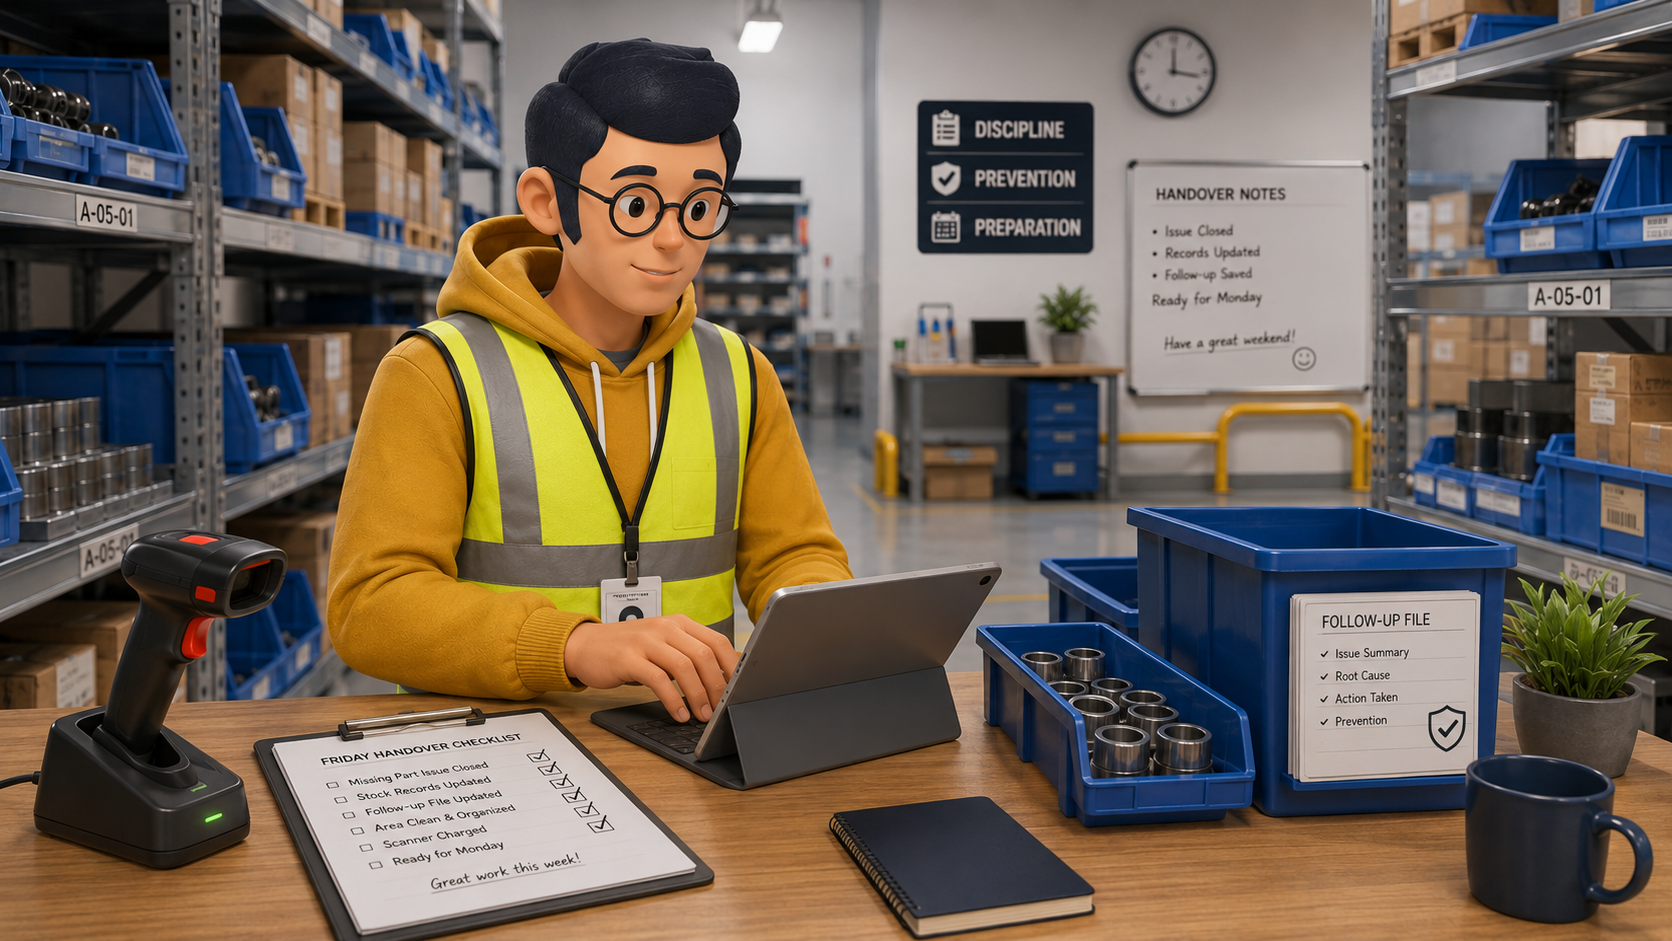 A-05-01
A-05-01
DISCIPLINE
PREVENTION
PREPARATION
HANDOVER NOTES
• Issue Closed
• Records Updated
• Follow-up Saved
Ready for Monday
Have a great weekend!
A-05-01
FOLLOW-UP FILE
✓ Issue Summary
✓ Root Cause
✓ Action Taken
✓ Prevention
FRIDAY HANDOVER CHECKLIST
Missing Part Issue Closed
Stock Records Updated
Follow-up File Updated
Area Clean & Organized
Scanner Charged
Ready for Monday
Great work this week!